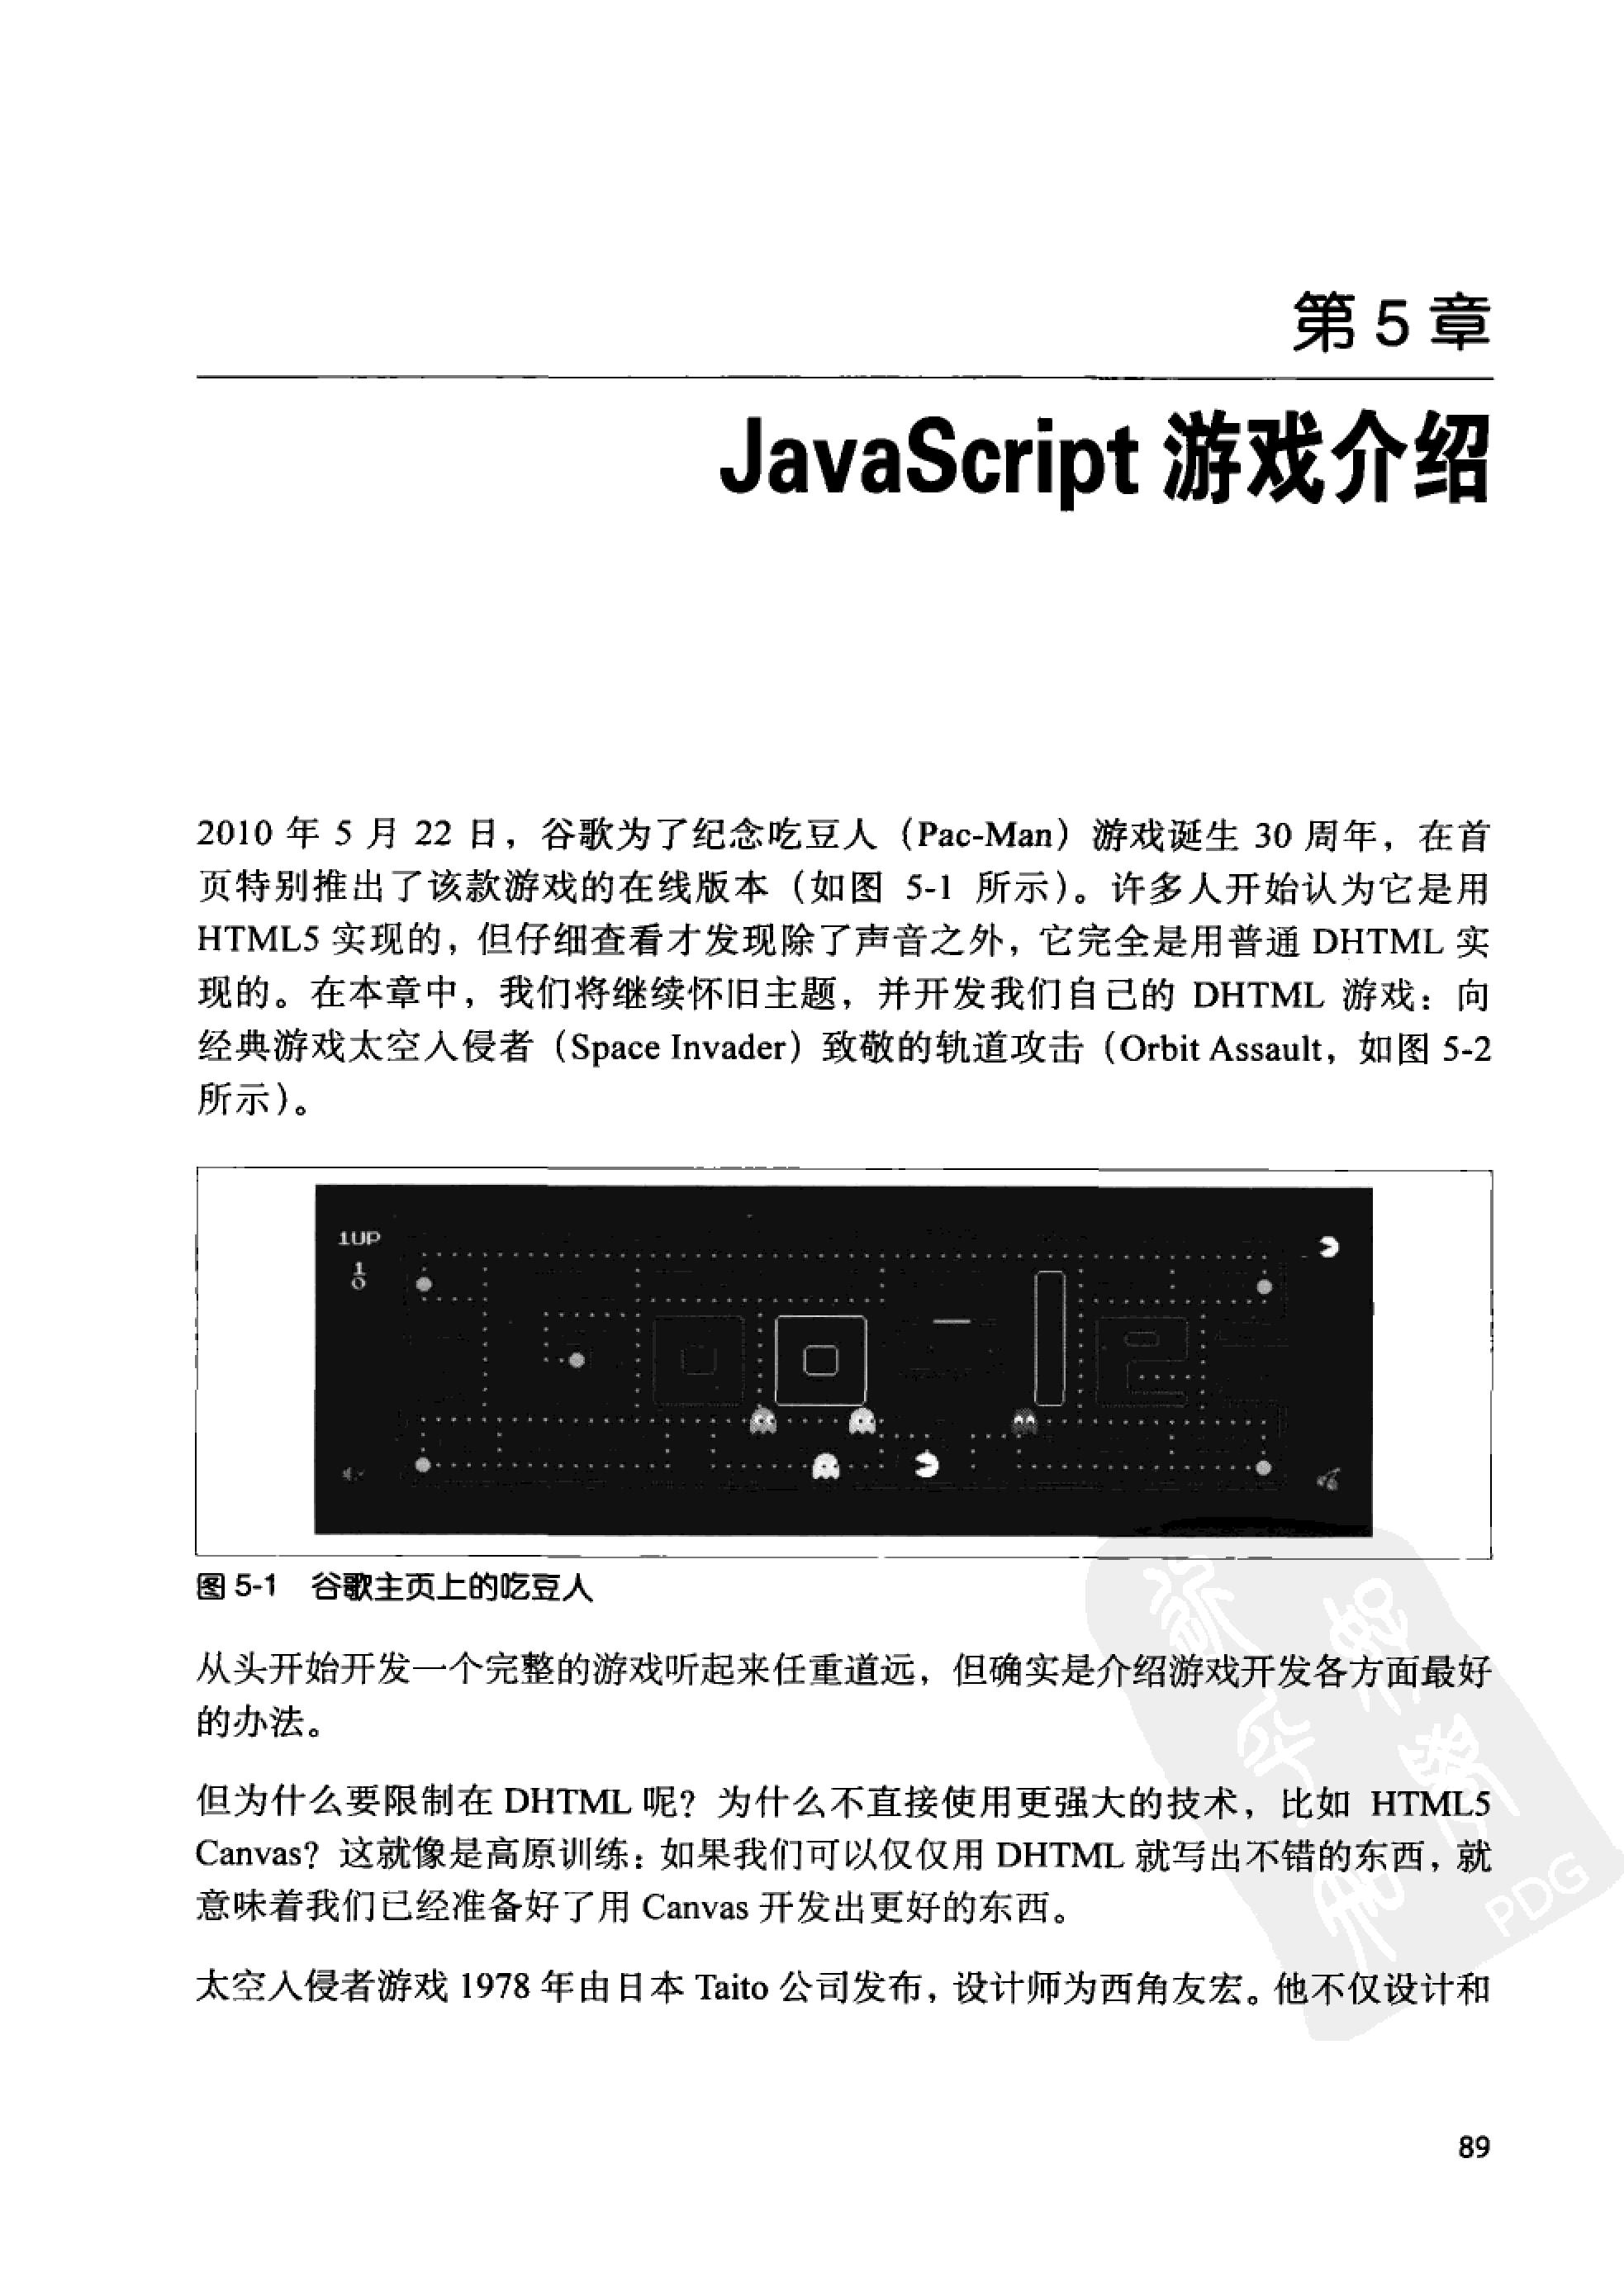 第 5 章
JavaScript 游戏介绍
2010 年 5 月 22 日，谷歌为了纪念吃豆人（Pac-Man）游戏诞生 30 周年，在首
页特别推出了该款游戏的在线版本（如图 5-1 所示）。许多人开始认为它是用
HTML5 实现的，但仔细查看才发现除了声音之外，它完全是用普通 DHTML 实
现的。在本章中，我们将继续怀旧主题，并开发我们自己的 DHTML 游戏：向
经典游戏太空入侵者（Space Invader）致敬的轨道攻击（Orbit Assault，如图 5-2
所示）。
1UP
1
0
图 5-1 谷歌主页上的吃豆人
从头开始开发一个完整的游戏听起来任重道远，但确实是介绍游戏开发各方面最好
的办法。
但为什么要限制在 DHTML 呢？为什么不直接使用更强大的技术，比如 HTML5
Canvas？这就像是高原训练：如果我们可以仅仅用 DHTML 就写出不错的东西，就
意味着我们已经准备好了用 Canvas 开发出更好的东西。
太空入侵者游戏 1978 年由日本 Taito 公司发布，设计师为西角友宏。他不仅设计和
PDG
89